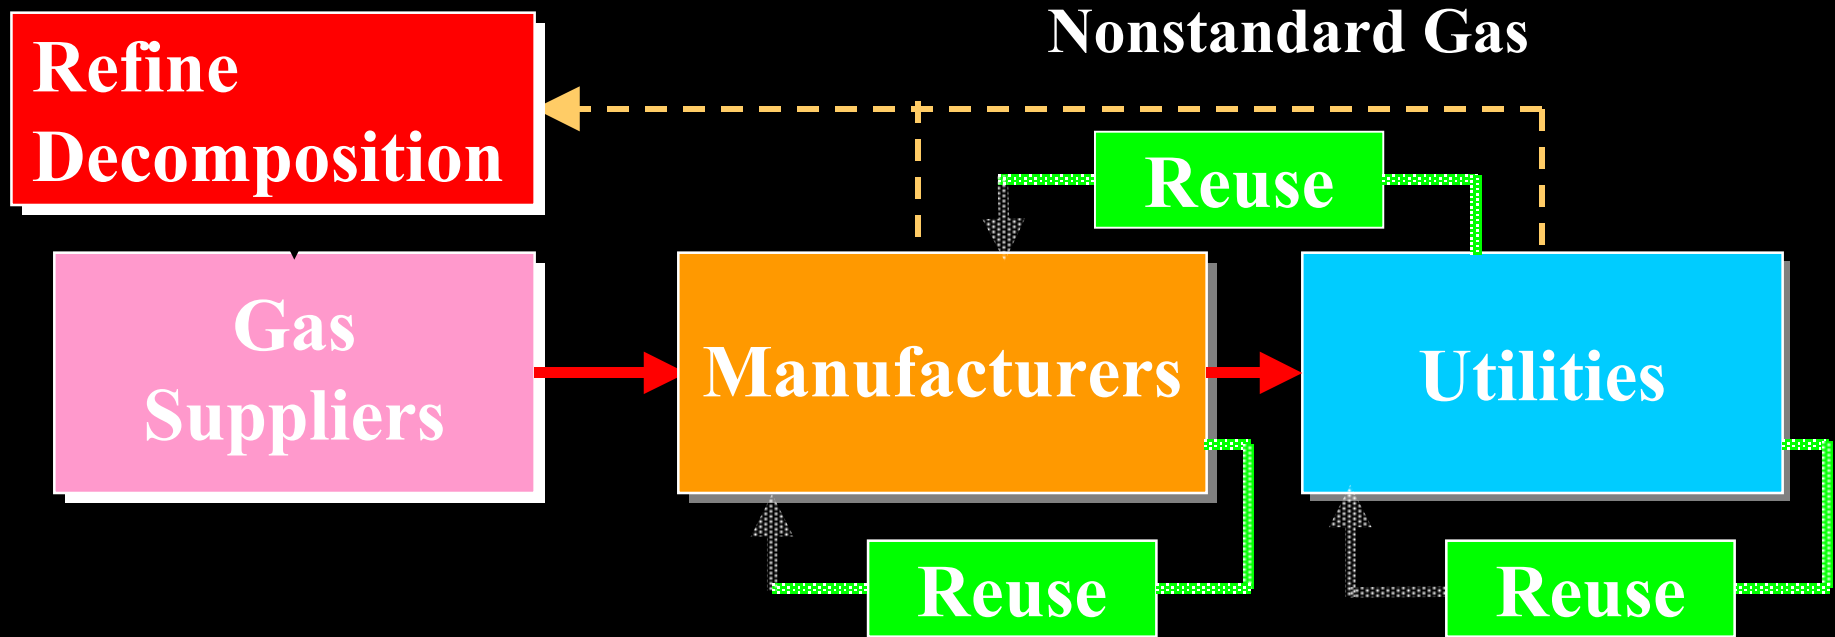 Nonstandard Gas
Refine
Decomposition
Reuse
Gas
Suppliers
Manufacturers
Utilities
Reuse
Reuse